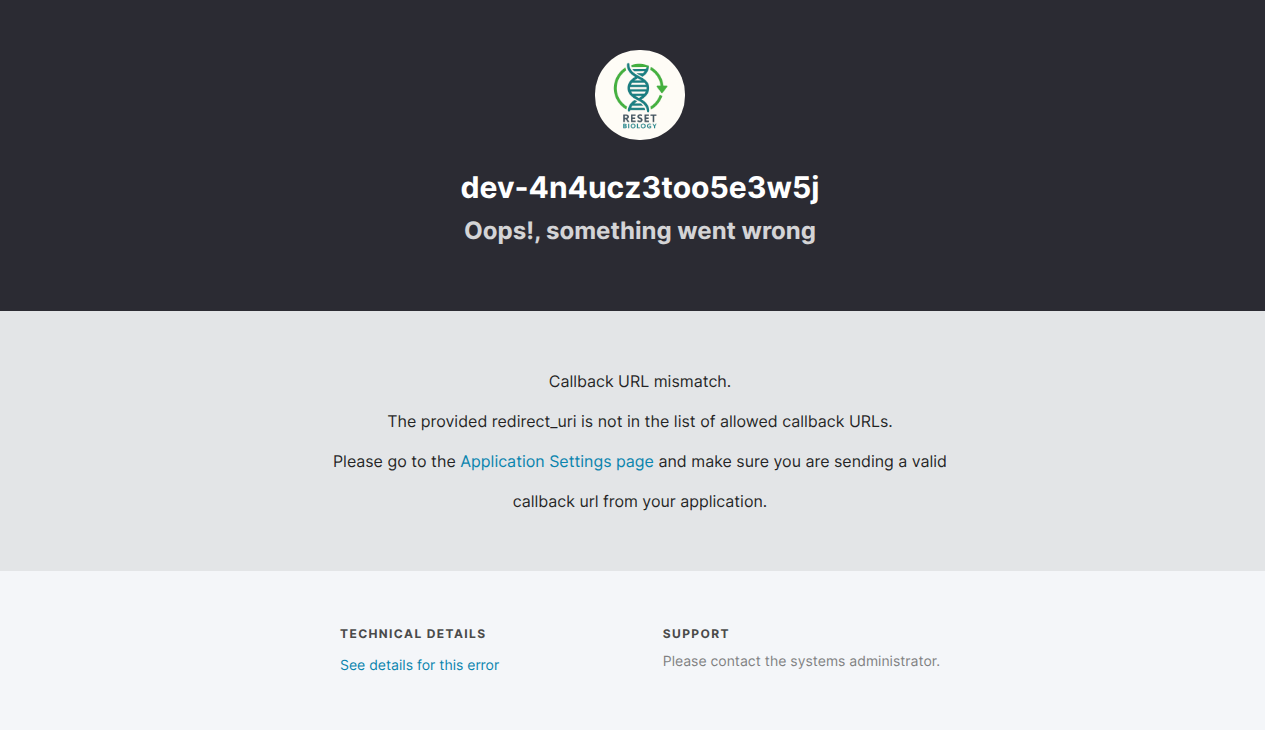 RESET
BIOLOGY
dev-4n4ucz3too5e3w5j
Oops!, something went wrong
Callback URL mismatch.
The provided redirect_uri is not in the list of allowed callback URLs.
Please go to the Application Settings page and make sure you are sending a valid
callback url from your application.
TECHNICAL DETAILS
See details for this error
SUPPORT
Please contact the systems administrator.